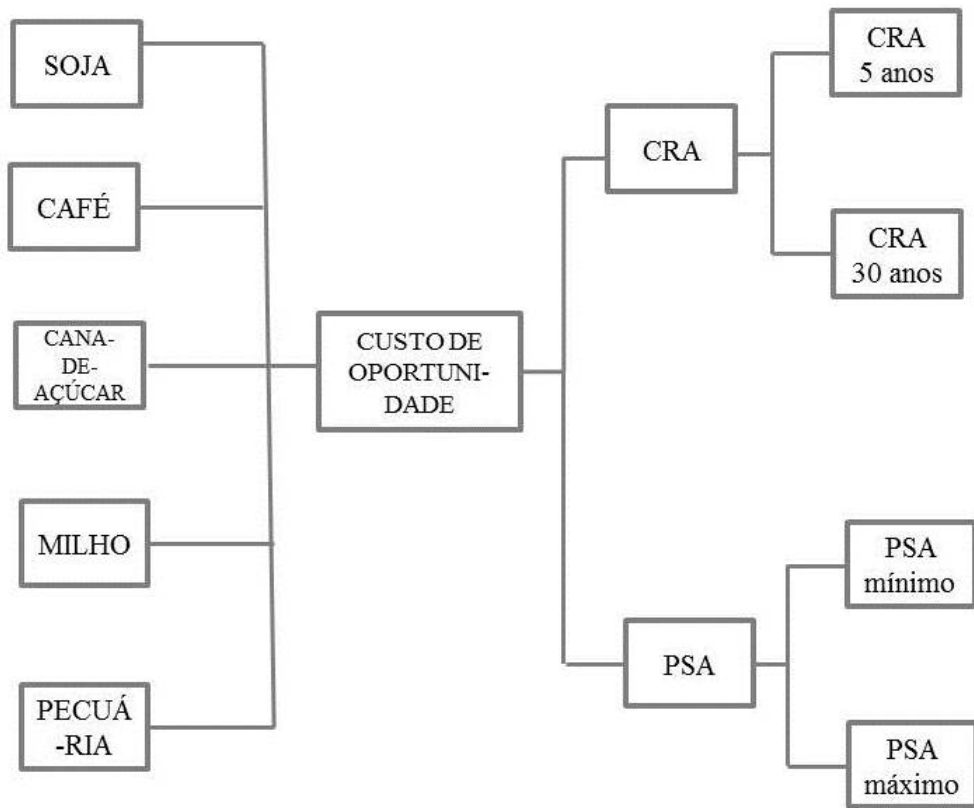 SOJA
CAFÉ
CANA-
DE-
AÇÚCAR
MILHO
PECUÁ
-RIA
CUSTO DE
OPORTUNI-
DADE
CRA
CRA
5 anos
CRA
30 anos
PSA
PSA
mínimo
PSA
máximo